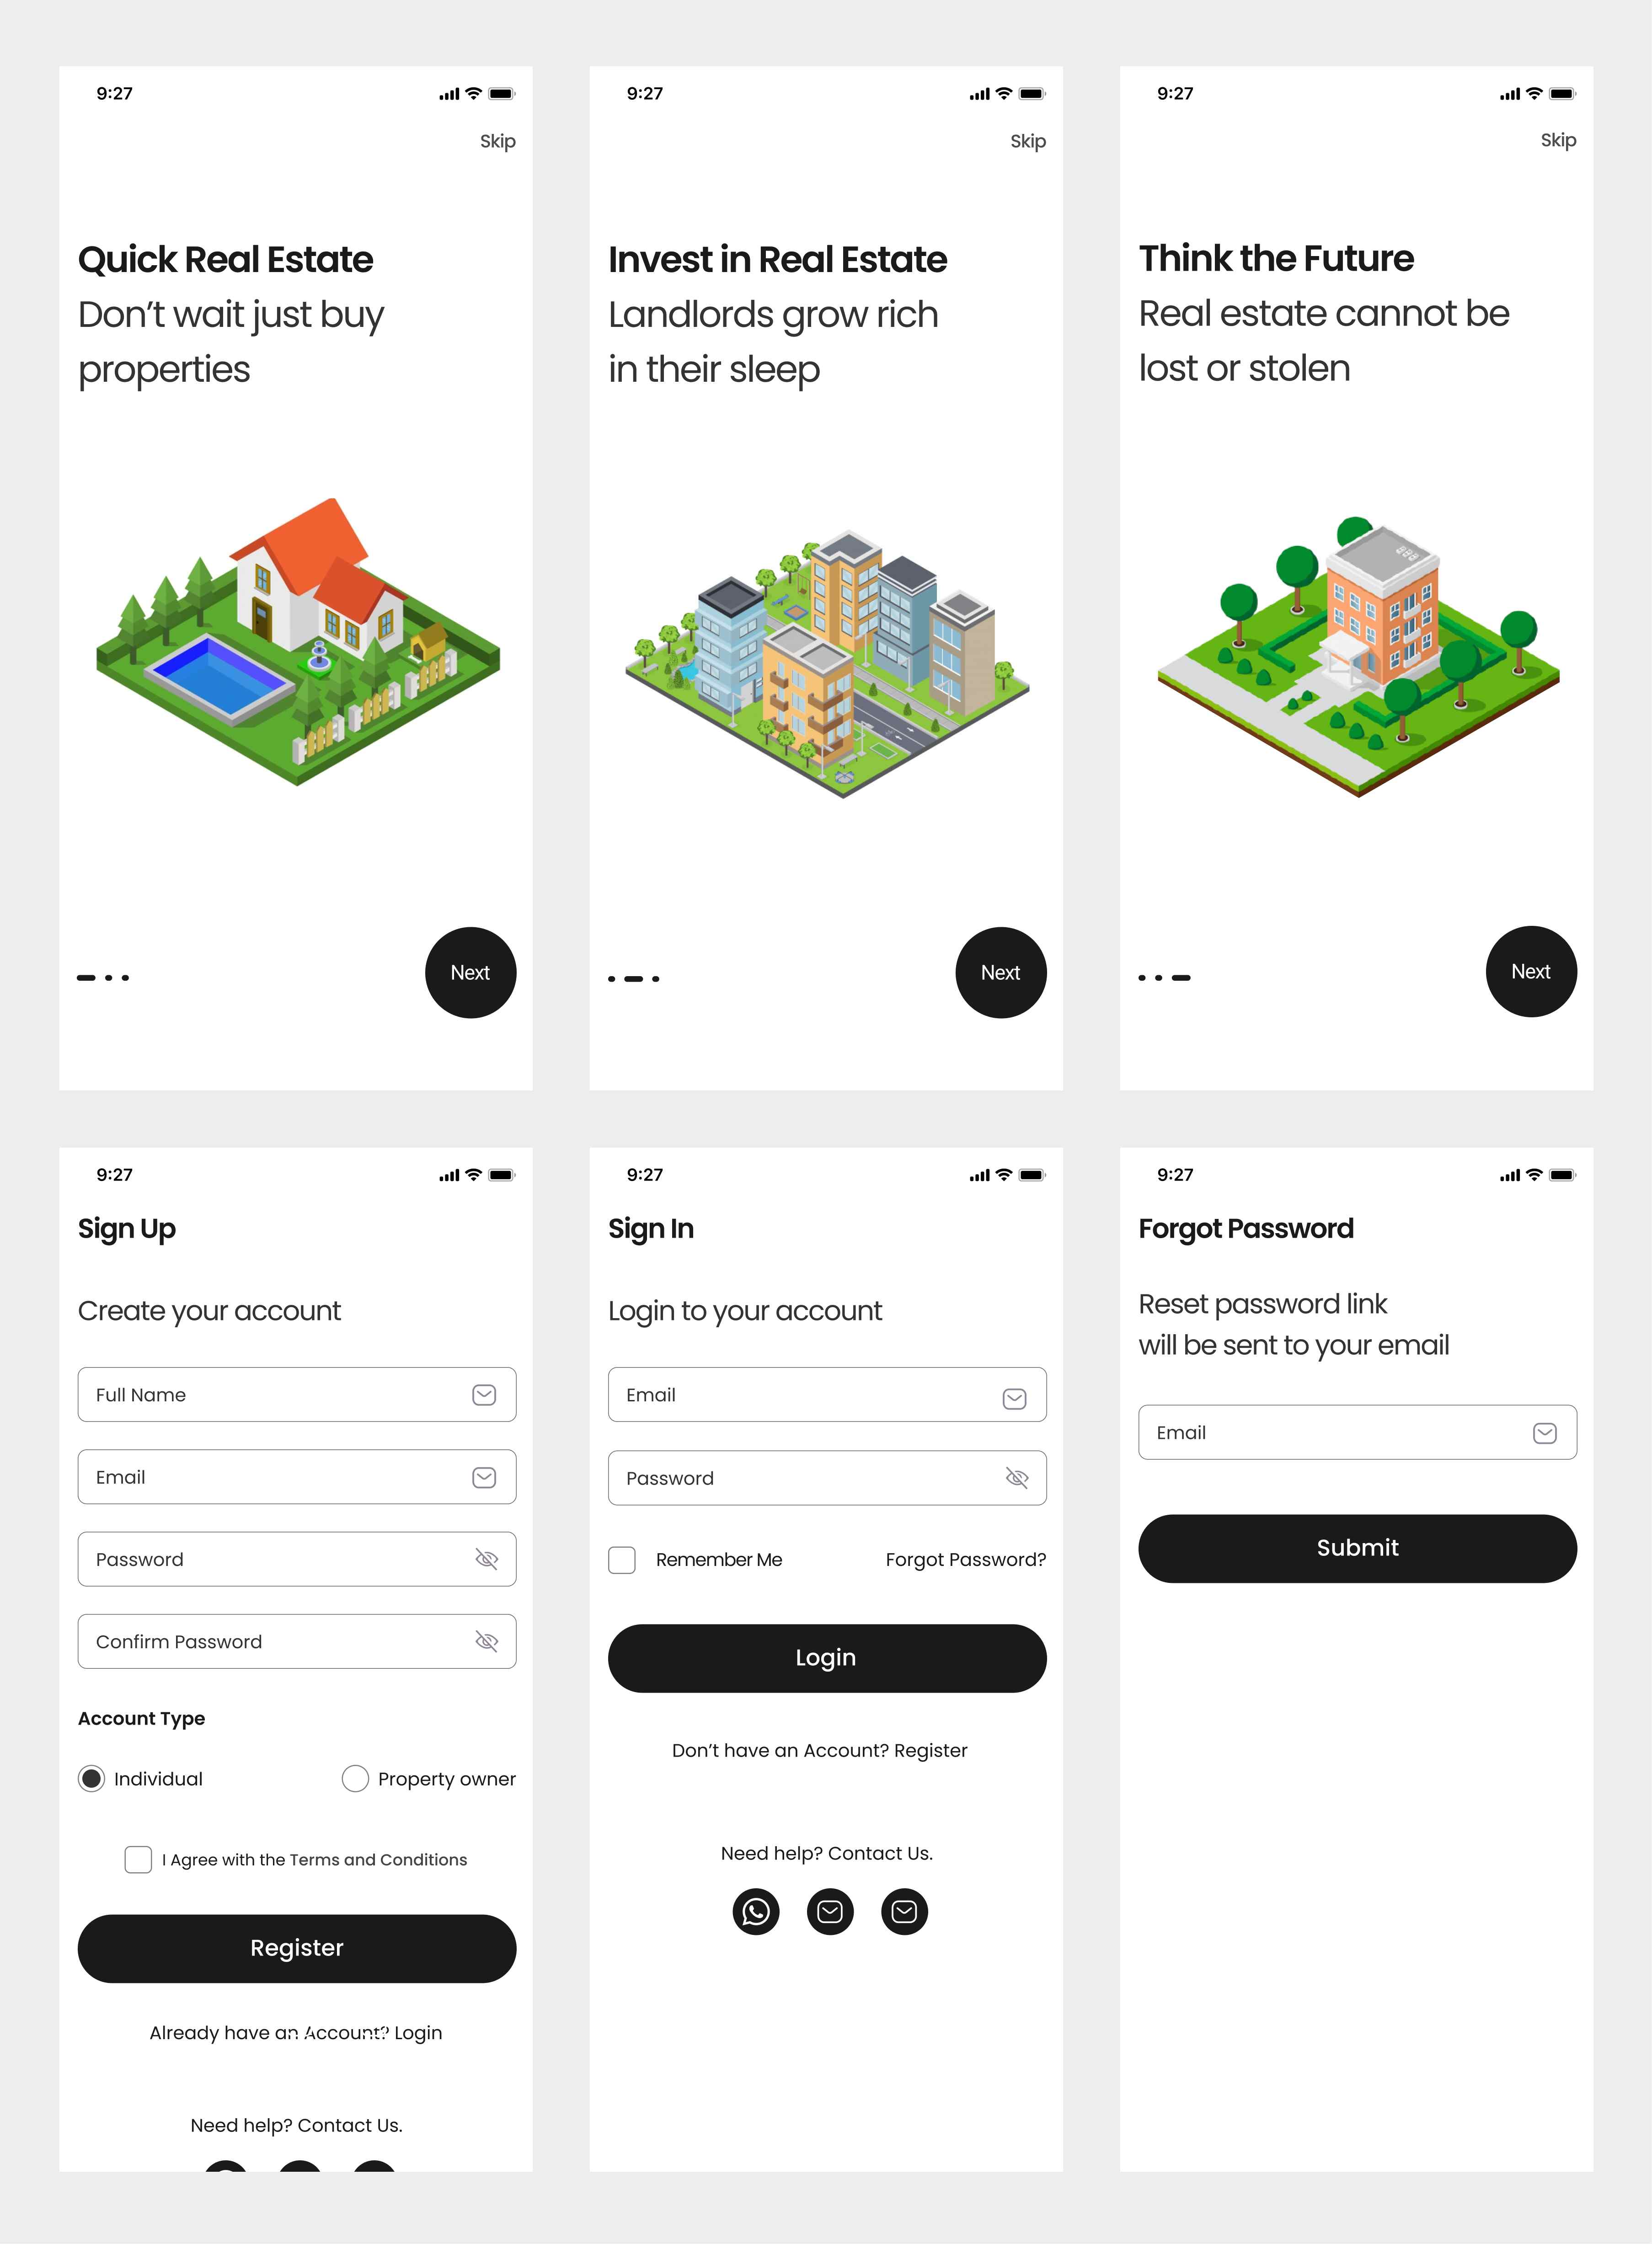 9:27
Skip
Quick Real Estate
Don't wait just buy
properties
Next
9:27
Skip
Invest in Real Estate
Landlords grow rich
in their sleep
Next
9:27
Skip
Think the Future
Real estate cannot be
lost or stolen
Next
9:27
Sign Up
Create your account
Full Name
Email
Password
Confirm Password
Account Type
Individual
Property owner
I Agree with the Terms and Conditions
Register
Already have an Account? Login
Need help? Contact Us.
9:27
Sign In
Login to your account
Email
Password
Remember Me
Forgot Password?
Login
Don't have an Account? Register
Need help? Contact Us.
9:27
Forgot Password
Reset password link
will be sent to your email
Email
Submit